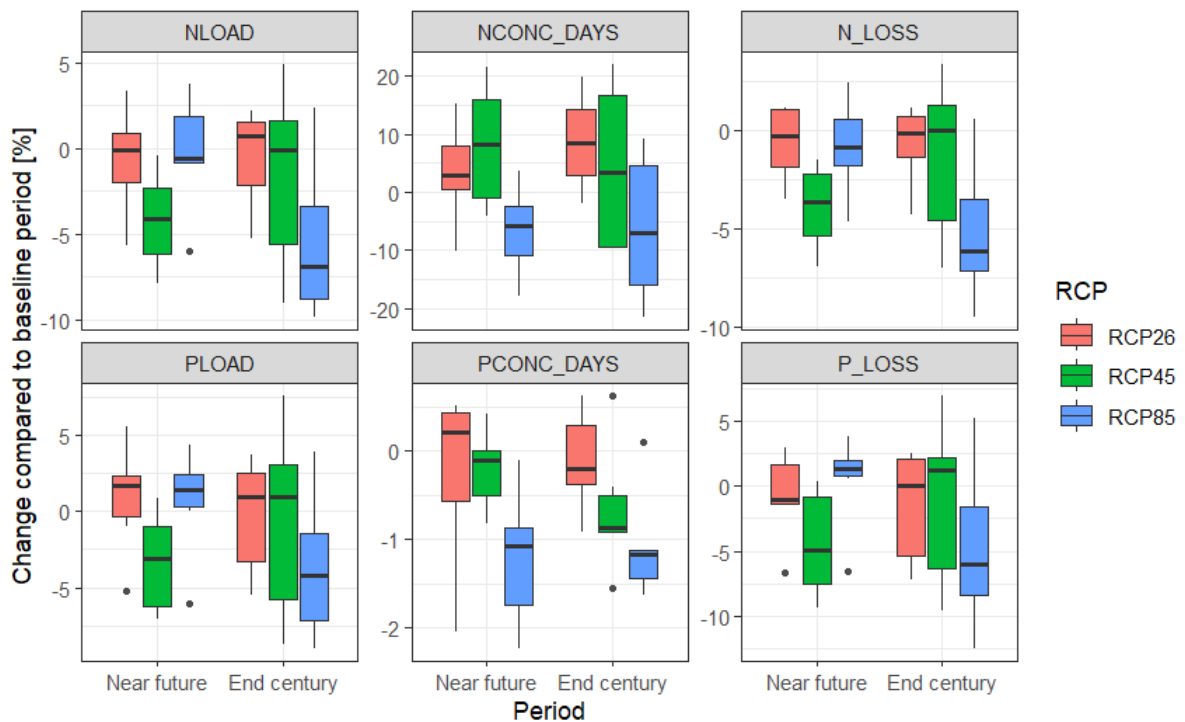 NLOAD
NCONC_DAYS
N_LOSS
5
0
-5
-10
20
10
0
-10
-20
0
-5
-10
PLOAD
PCONC_DAYS
P_LOSS
5
0
-5
0
-1
-2
5
0
-5
-10
Near future End century
Near future End century
Near future End century
Period
Change compared to baseline period [%]
RCP
RCP26
RCP45
RCP85